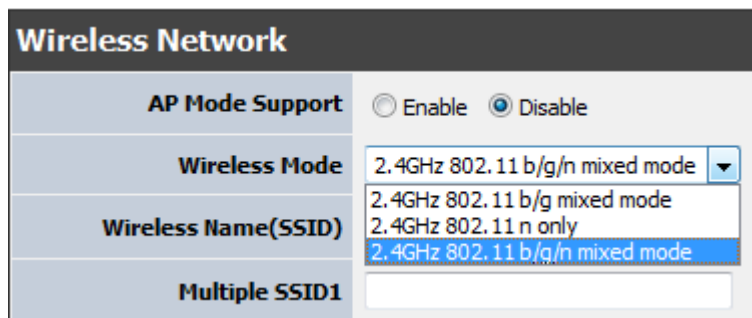 Wireless Network
AP Mode Support Enable Disable
Wireless Mode 2.4GHz 802.11 b/g/n mixed mode
2.4GHz 802.11 b/g mixed mode
2.4GHz 802.11 n only
Wireless Name(SSID)
2.4GHz 802.11 b/g/n mixed mode
Multiple SSID1